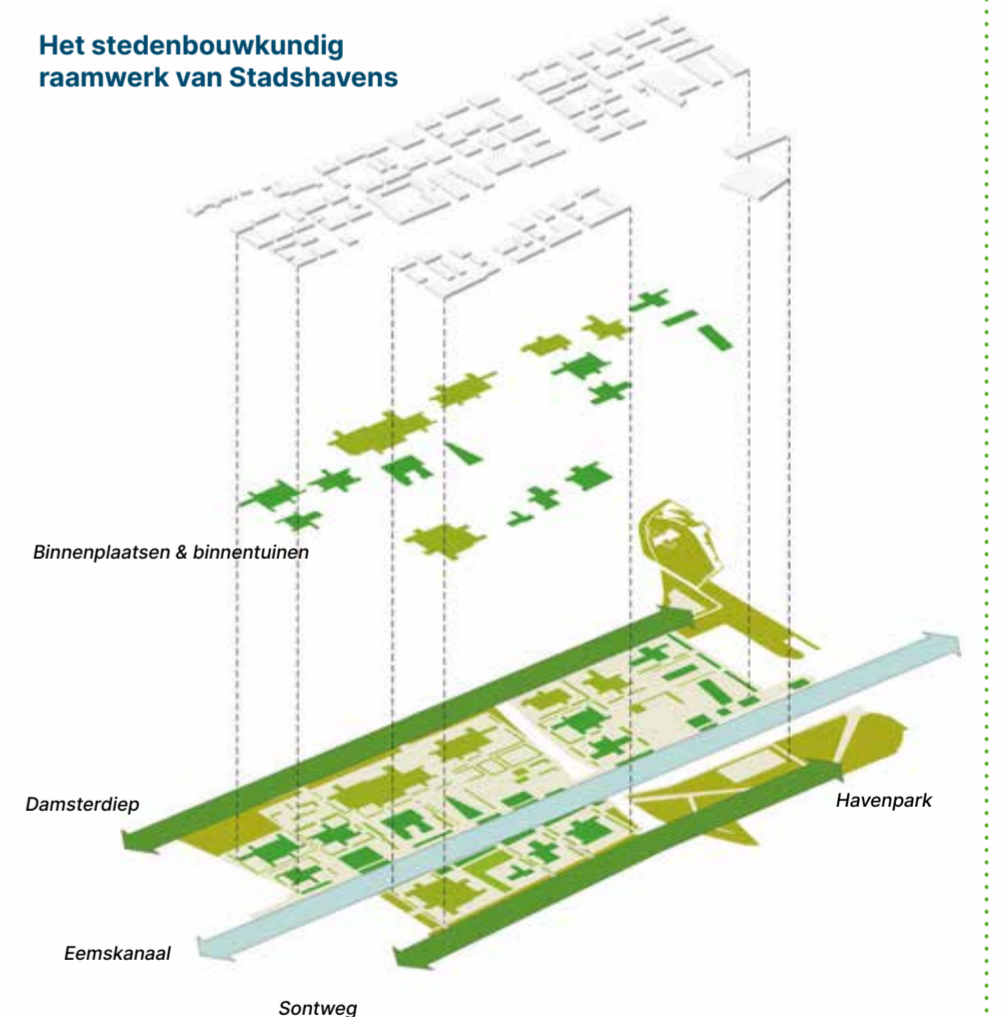 Het stedenbouwkundig
raamwerk van Stadshavens
Binnenplaatsen & binnentuinen
Damsterdiep
Havenpark
Eemskanaal
Sontweg